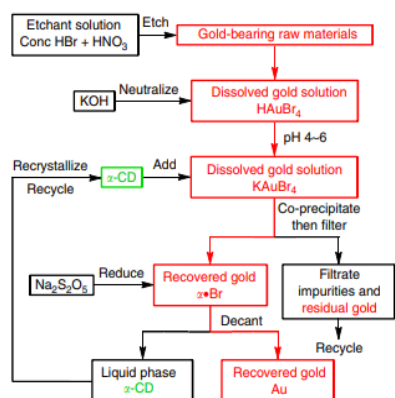 Etchant solution
Conc HBr + HNO₃
Etch
Gold-bearing raw materials
Neutralize
KOH
Dissolved gold solution
HAuBr₄
pH 4~6
Recrystallize
Recycle
α-CD
Add
Dissolved gold solution
KAuBr₄
Co-precipitate
then filter
Na₂S₂O₅
Reduce
Recovered gold
α•Br
Filtrate
impurities and
residual gold
Decant
Recycle
Liquid phase
α-CD
Recovered gold
Au